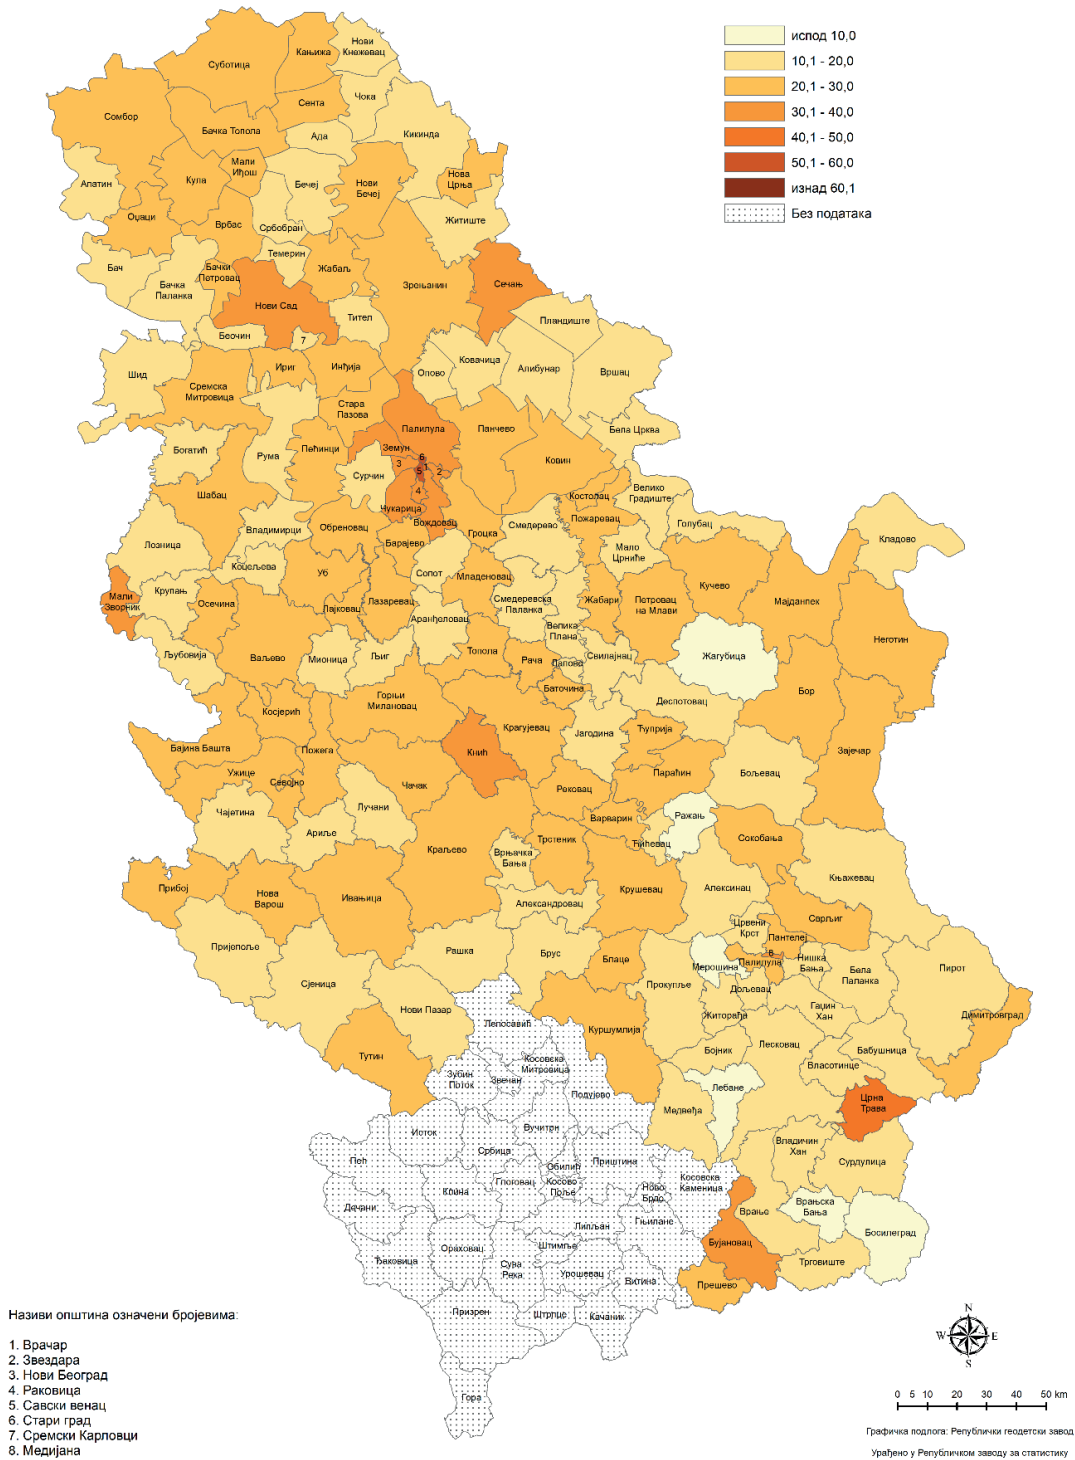 испод 10,0
10,1 - 20,0
20,1 - 30,0
30,1 - 40,0
40,1 - 50,0
50,1 - 60,0
изнад 60,1
Без података
Нови
Кнежевац
Кањижа
Суботица
Чока
Сента
Сомбор
Бачка Топола
Ада
Кикинда
Мали
Иђош
Нова
Црња
Кула
Апатин
Бечеј
Нови
Бечеј
Оџаци
Врбас
Србобран
Житиште
Темерин
Бач
Бачки
Петровац
Жабаљ
Бачка
Паланка
Зрењанин
Сечањ
Нови Сад
Тител
Пландиште
Беочин
7
Ковачица
Опово
Алибунар
Вршац
Шид
Ириг
Инђија
Сремска
Митровица
Стара
Пазова
Палилула
Панчево
Бела Црква
Богатић
Рума
Пећинци
Земун
6
1
3
5
2
Сурчин
Ковин
4
Шабац
Чукарица
Костолац
Велико
Градиште
Владимирци
Обреновац
Вождовац
Гроцка
Смедерево
Пожаревац
Голубац
Кладово
Лозница
Барајево
Коцељева
Мало
Црниће
Уб
Сопот
Младеновац
Мали
Зворник
Крупањ
Осечина
Лајковац
Лазаревац
Смедеревска
Паланка
Жабари
Петровац
на Млави
Кучево
Мајданпек
Аранђеловац
Велика
Плана
Неготин
Љубовија
Ваљево
Мионица
Љиг
Топола
Рача
Лапово
Свилајнац
Жагубица
Баточина
Бор
Горњи
Милановац
Деспотовац
Косјерић
Крагујевац
Јагодина
Ћуприја
Бајина Башта
Пожега
Кнић
Зајечар
Ужице
Севојно
Чачак
Параћин
Бољевац
Рековац
Чајетина
Лучани
Варварин
Ражањ
Ариље
Трстеник
Ћићевац
Сокобања
Краљево
Врњачка
Бања
Књажевац
Прибој
Нова
Варош
Ивањица
Крушевац
Алексинац
Александровац
Сврљиг
Црвени
Крст
Пантелеј
Пријепоље
Рашка
Брус
8
Блаце
Мерошина
Палилула
Нишка
Бања
Бела
Паланка
Пирот
Сјеница
Прокупље
Дољевац
Нови Пазар
Гаџин
Хан
Лепосавић
Куршумлија
Житорађа
Димитровград
Тутин
Косовска
Митровица
Бојник
Лесковац
Бабушница
Зубин
Поток
Звечан
Власотинце
Лебане
Подујево
Медвеђа
Црна
Трава
Исток
Вучитрн
Србица
Владичин
Хан
Пећ
Обилић
Приштина
Сурдулица
Клина
Глоговац
Косово
Поље
Косовска
Каменица
Ново
Брдо
Дечани
Врањска
Бања
Врање
Липљан
Гњилане
Босилеград
Ђаковица
Ораховац
Штимље
Бујановац
Сува
Река
Урошевац
Витина
Трговиште
Прешево
Призрен
Штрпце
Качаник
Гора
Називи општина означени бројевима:
1. Врачар
2. Звездара
3. Нови Београд
4. Раковица
5. Савски венац
6. Стари град
7. Сремски Карловци
8. Медијана
N
W
E
S
0 5 10 20 30 40 50 km
Графичка подлога: Републички геодетски завод
Урађено у Републичком заводу за статистику